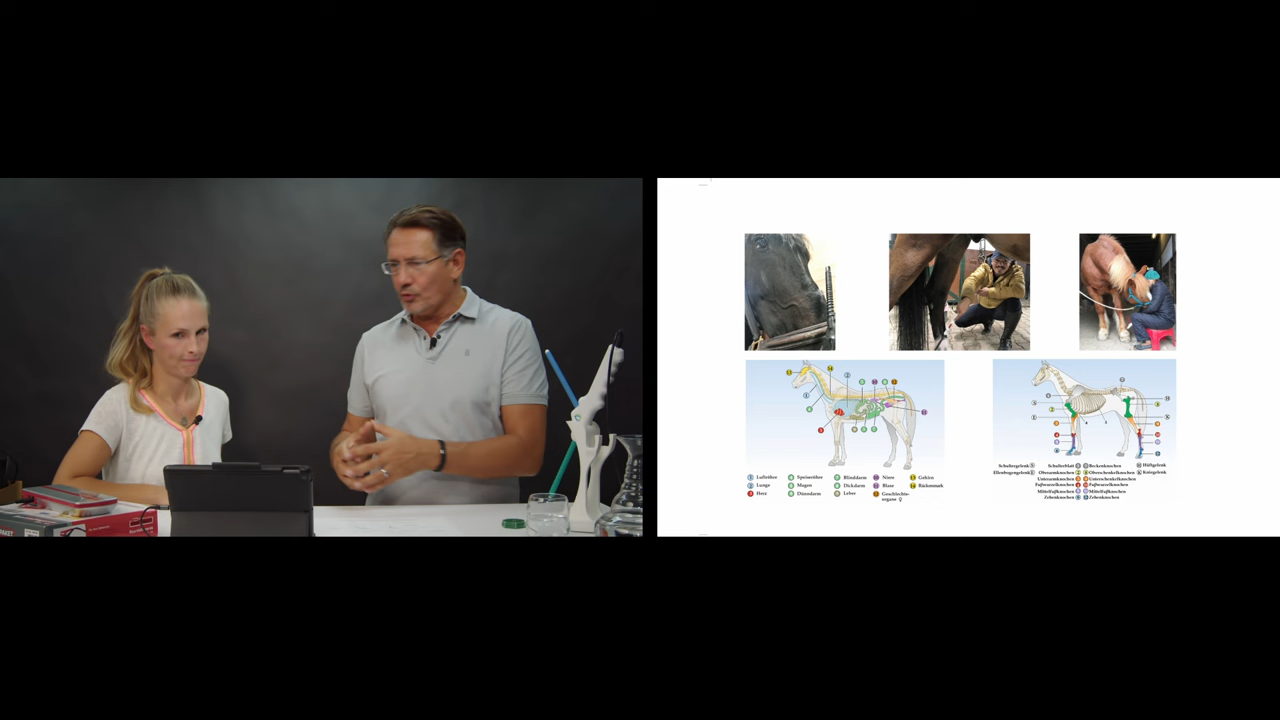 Luftröhre
Lunge
Herz
Speiseröhre
Magen
Dünndarm
Blinddarm
Dickdarm
Leber
Niere
Blase
Geschlechts-
organe ♀
Gehirn
Rückenmark
Schultergelenk
Ellenbogengelenk
Schulterblatt
Oberarmknochen
Unterarmknochen
Fußwurzelknochen
Mittelfußknochen
Zehenknochen
Beckenknochen
Oberschenkelknochen
Unterschenkelknochen
Fußwurzelknochen
Mittelfußknochen
Zehenknochen
Hüftgelenk
Kniegelenk